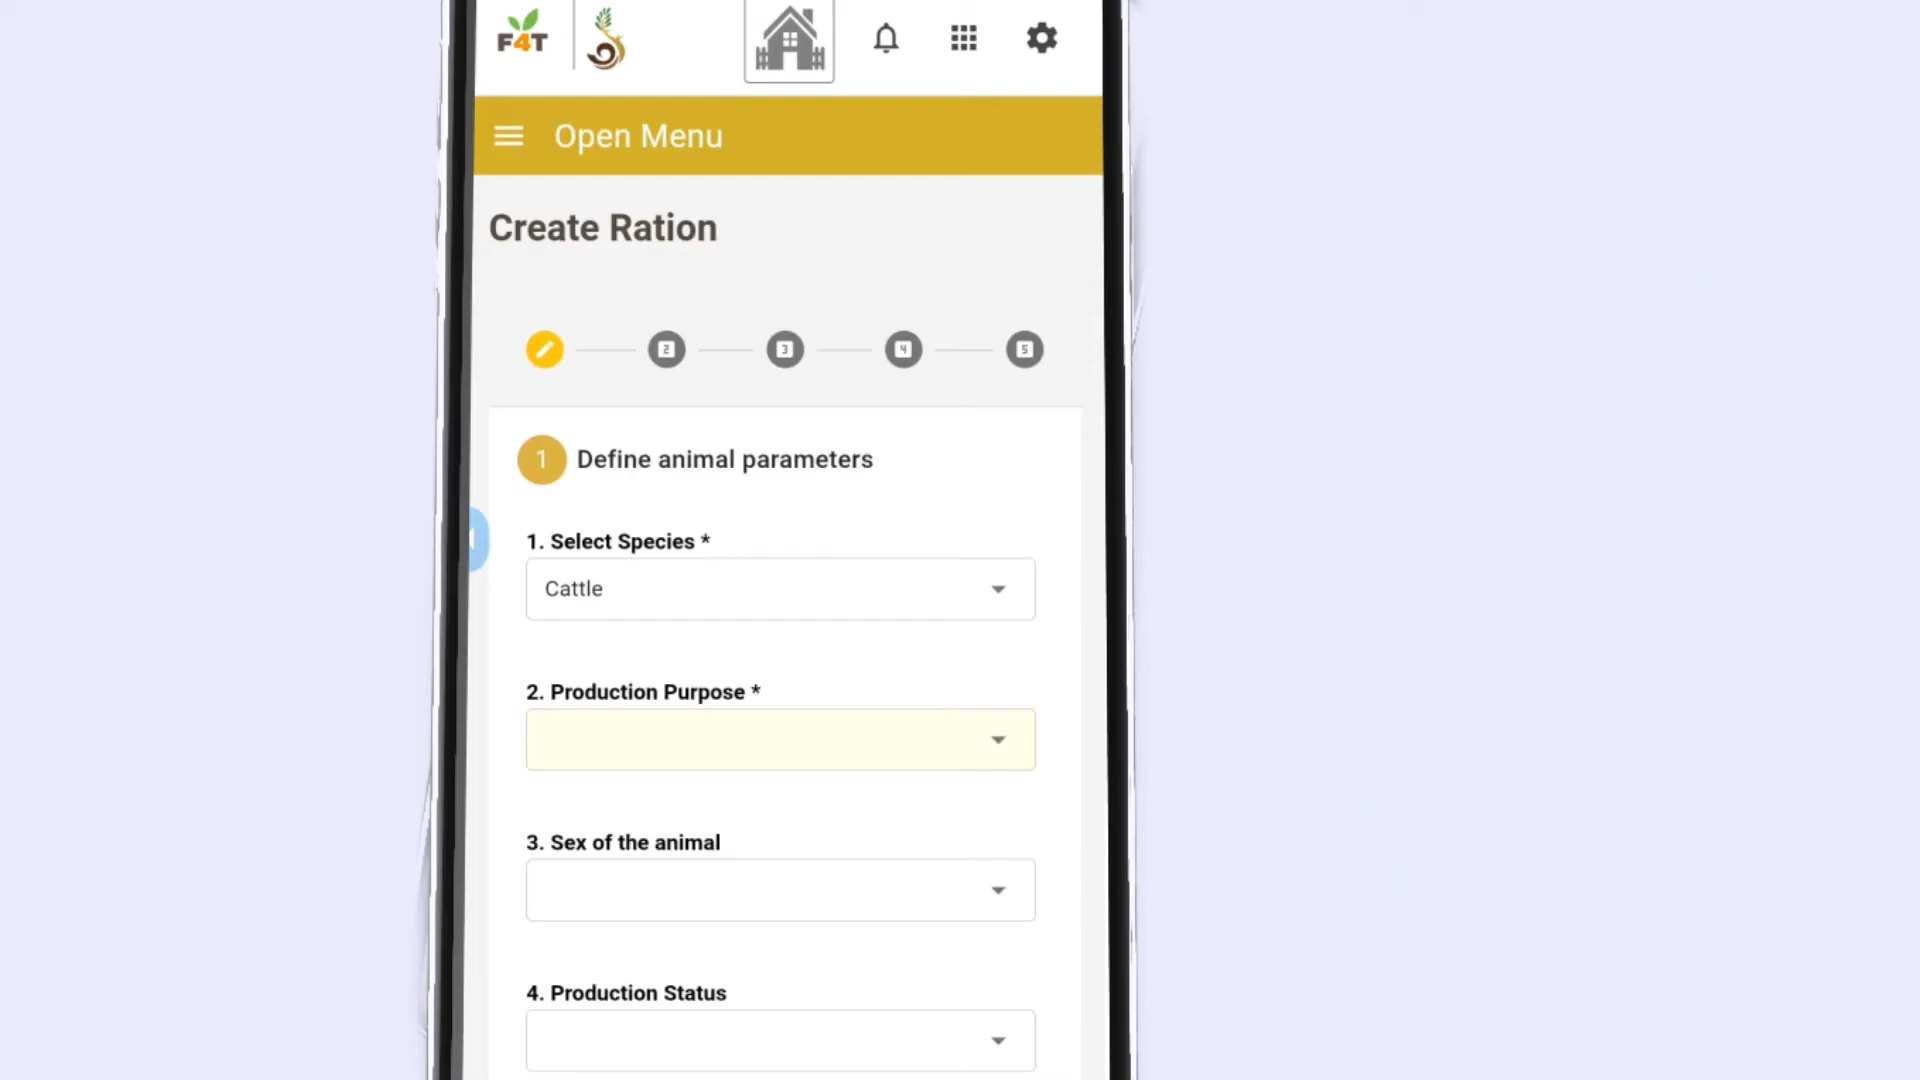 F4T
Open Menu
Create Ration
2 3 4 5
1 Define animal parameters
1. Select Species *
Cattle
2. Production Purpose *
3. Sex of the animal
4. Production Status